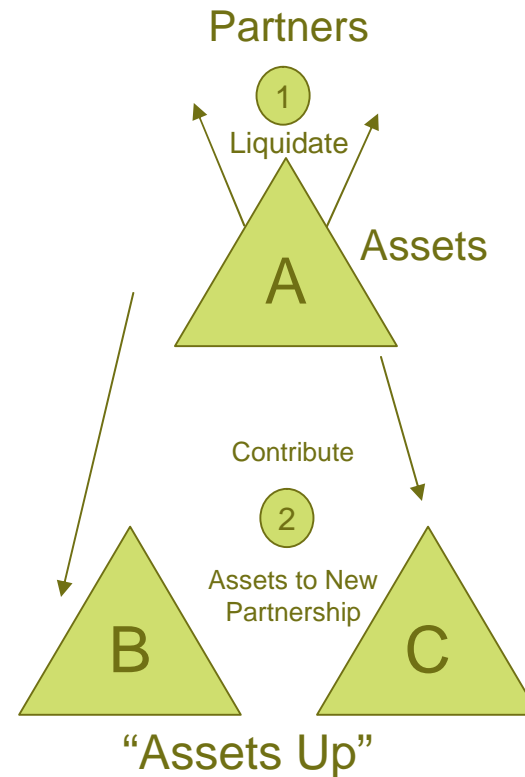 Partners
1
Liquidate
Assets
A
Contribute
2
Assets to New
Partnership
B
C
“Assets Up”